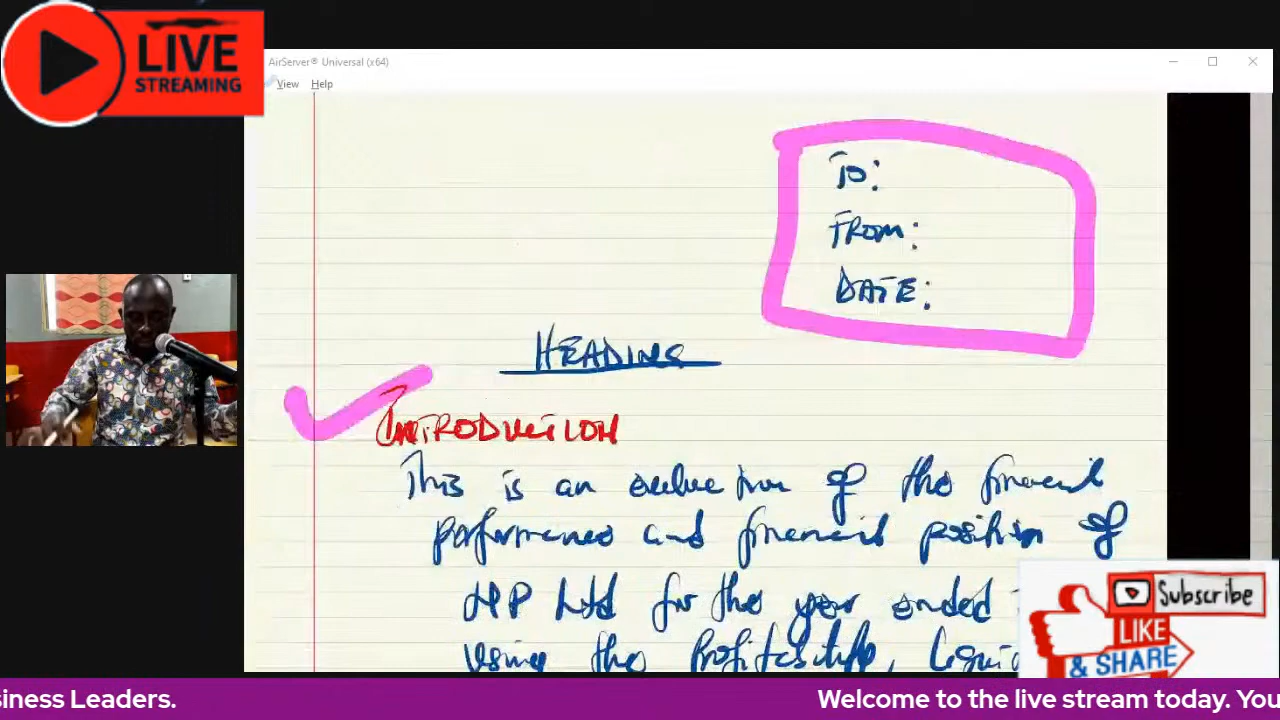 LIVE
STREAMING
AirServer® Universal (x64)
View Help
TO:
FROM:
DATE:
HEADING
INTRODUCTION
This is an evaluation of the financial
performance and financial position of
HP Ltd for the year ended
using the Profitability,
Subscribe
LIKE
& SHARE
siness Leaders.
Welcome to the live stream today. You